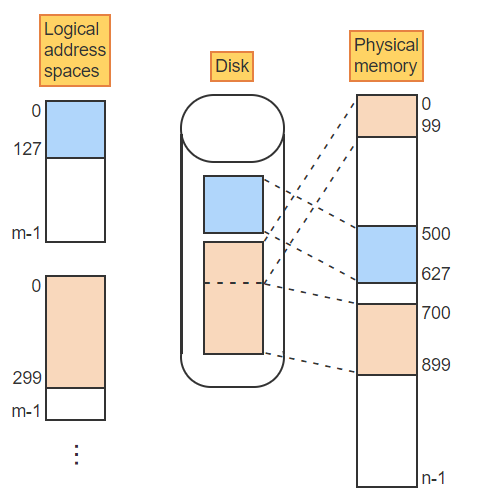 Logical
address
spaces
Disk
Physical
memory
0
127
m-1
0
299
m-1
0
99
500
627
700
899
n-1